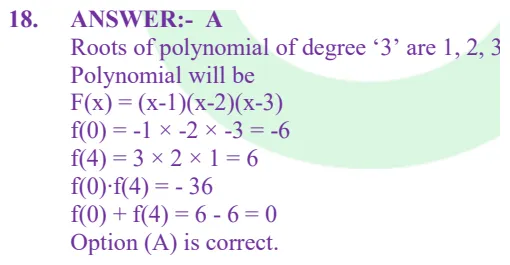 18. ANSWER:- A
Roots of polynomial of degree ‘3’ are 1, 2, 3
Polynomial will be
F(x) = (x-1)(x-2)(x-3)
f(0) = -1 × -2 × -3 = -6
f(4) = 3 × 2 × 1 = 6
f(0)·f(4) = - 36
f(0) + f(4) = 6 - 6 = 0
Option (A) is correct.